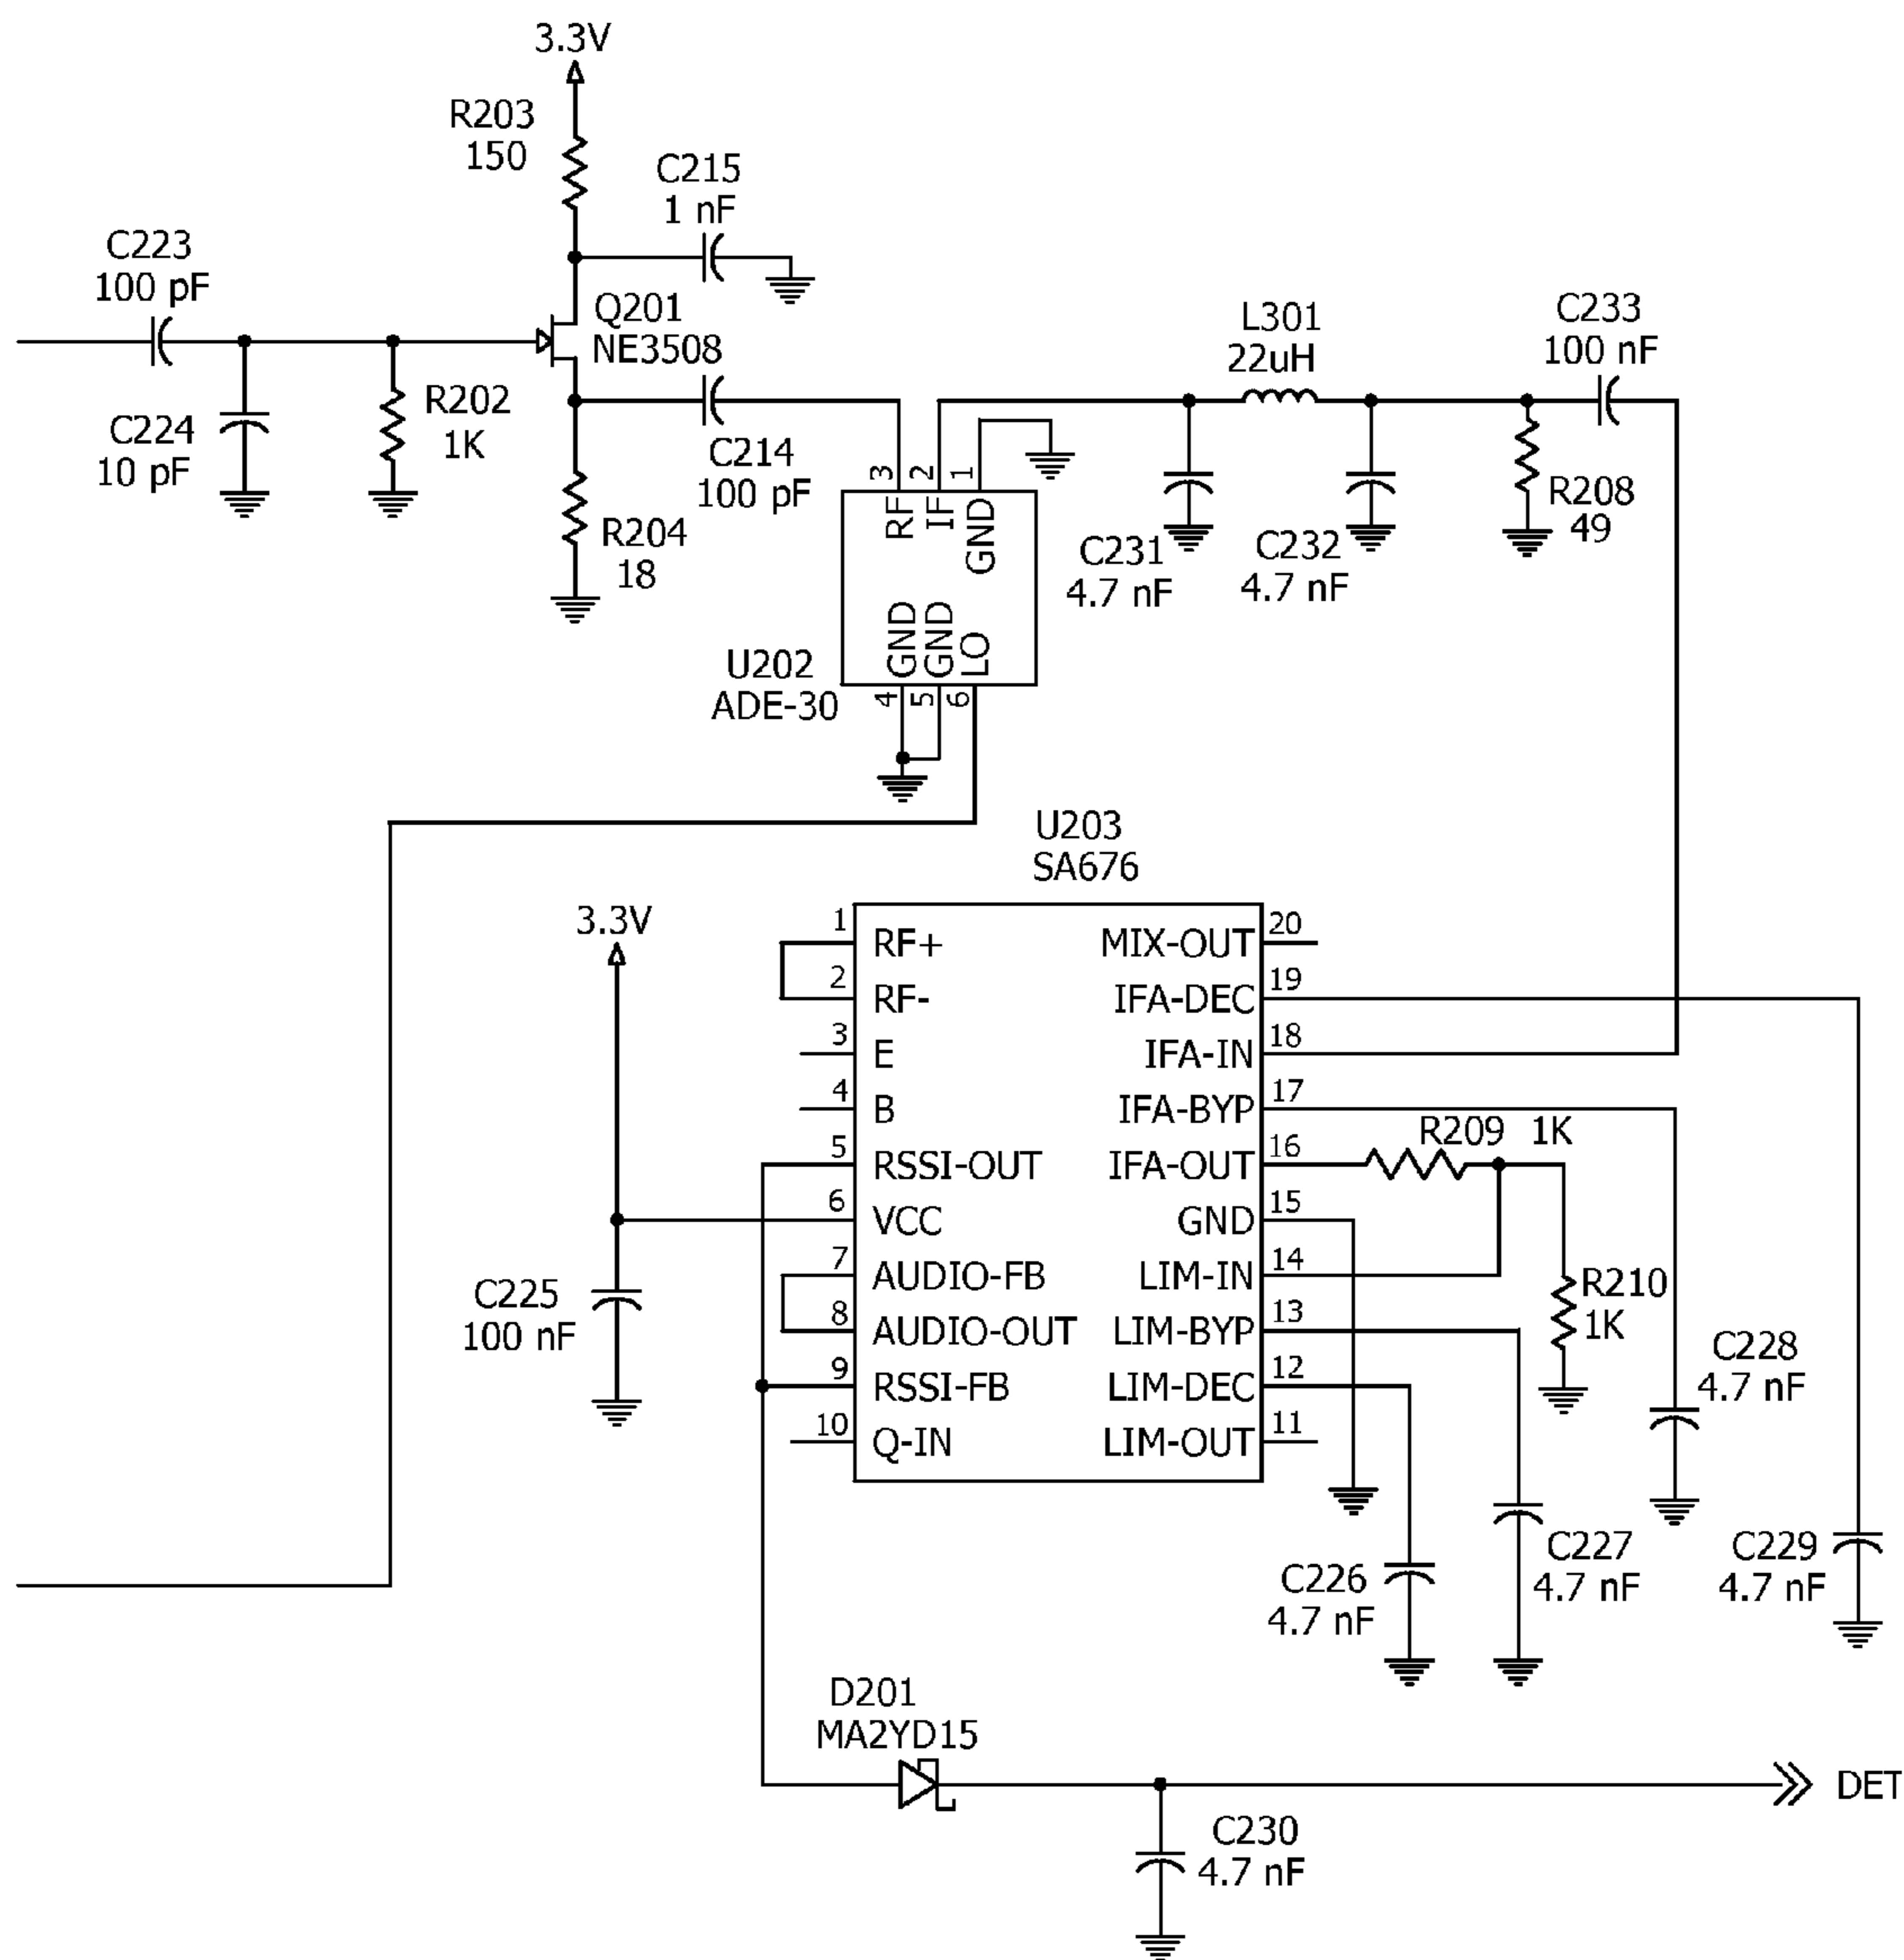 3.3V
R203
150
C215
1 nF
C223
100 pF
Q201
NE3508
C224
10 pF
R202
1K
C214
100 pF
R204
18
L301
22uH
C233
100 nF
C231
4.7 nF
C232
4.7 nF
R208
49
3
2
1
RF
IF
GND
GND
GND
LO
4
5
6
U202
ADE-30
U203
SA676
3.3V
C225
100 nF
1 RF+
2 RF-
3 E
4 B
5 RSSI-OUT
6 VCC
7 AUDIO-FB
8 AUDIO-OUT
9 RSSI-FB
10 Q-IN
MIX-OUT 20
IFA-DEC 19
IFA-IN 18
IFA-BYP 17
IFA-OUT 16
GND 15
LIM-IN 14
LIM-BYP 13
LIM-DEC 12
LIM-OUT 11
R209 1K
R210
1K
C228
4.7 nF
C227
4.7 nF
C229
4.7 nF
C226
4.7 nF
D201
MA2YD15
DET
C230
4.7 nF